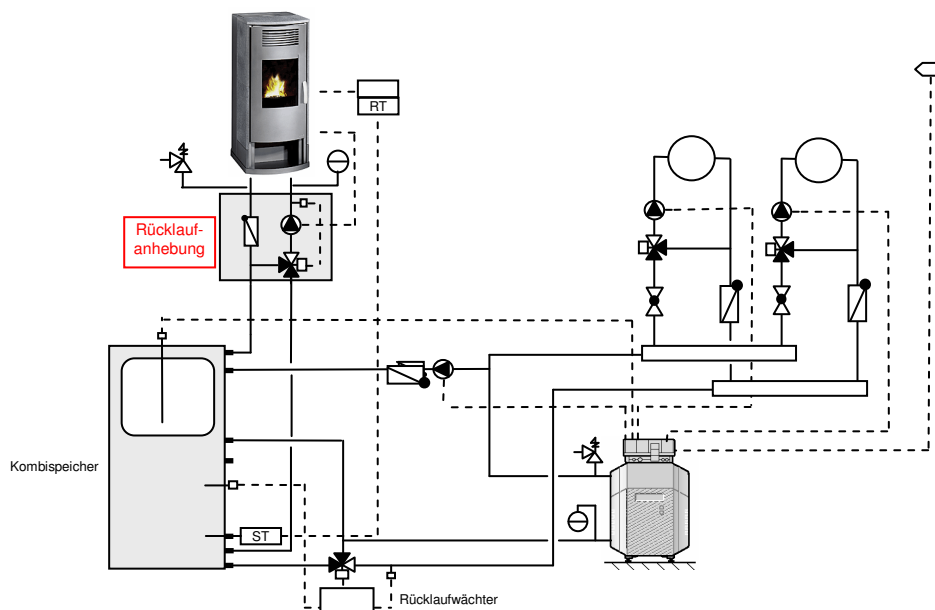 RT
Rücklauf-
anhebung
Kombispeicher
ST
Rücklaufwächter